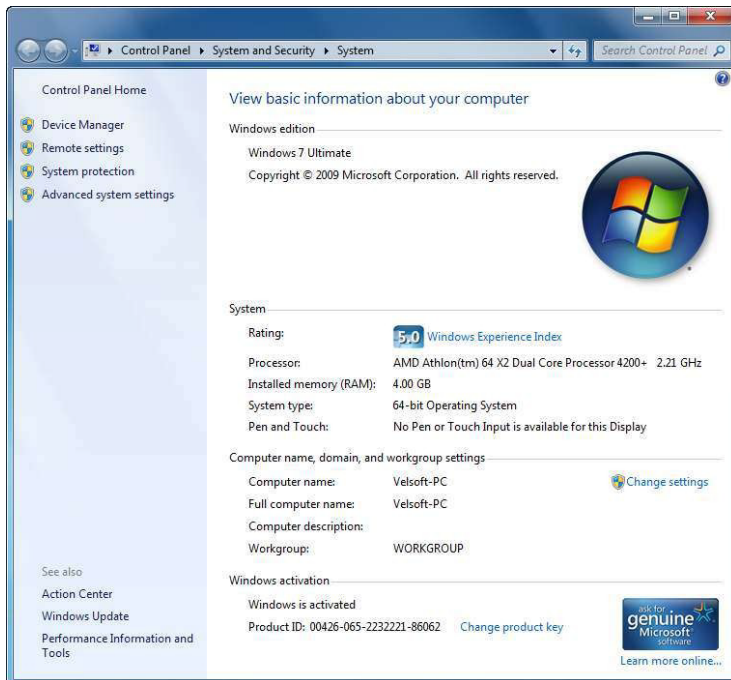 Control Panel ▸ System and Security ▸ System
Search Control Panel
Control Panel Home
Device Manager
Remote settings
System protection
Advanced system settings
See also
Action Center
Windows Update
Performance Information and
Tools
View basic information about your computer
Windows edition
Windows 7 Ultimate
Copyright © 2009 Microsoft Corporation. All rights reserved.
System
Rating:
5.0 Windows Experience Index
Processor: AMD Athlon(tm) 64 X2 Dual Core Processor 4200+ 2.21 GHz
Installed memory (RAM): 4.00 GB
System type: 64-bit Operating System
Pen and Touch: No Pen or Touch Input is available for this Display
Computer name, domain, and workgroup settings
Computer name: Velsoft-PC Change settings
Full computer name: Velsoft-PC
Computer description:
Workgroup: WORKGROUP
Windows activation
Windows is activated
Product ID: 00426-065-2232221-86062 Change product key
ask for
genuine
Microsoft
software
Learn more online...